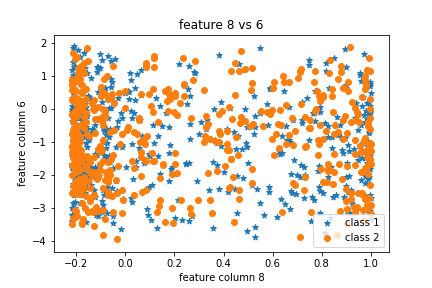 feature 8 vs 6
feature column 6
2
1
0
−1
−2
−3
−4
class 1
class 2
−0.2 0.0 0.2 0.4 0.6 0.8 1.0
feature column 8